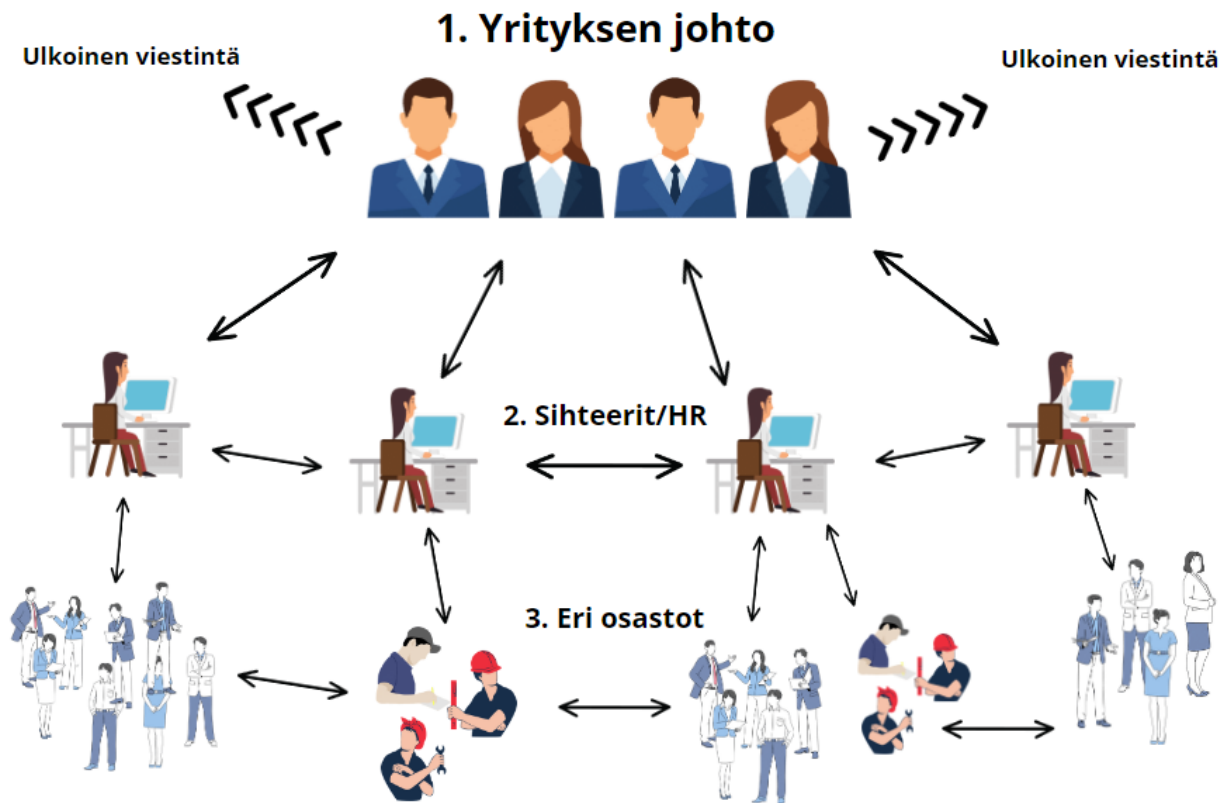 1. Yrityksen johto
Ulkoinen viestintä
Ulkoinen viestintä
2. Sihteerit/HR
3. Eri osastot